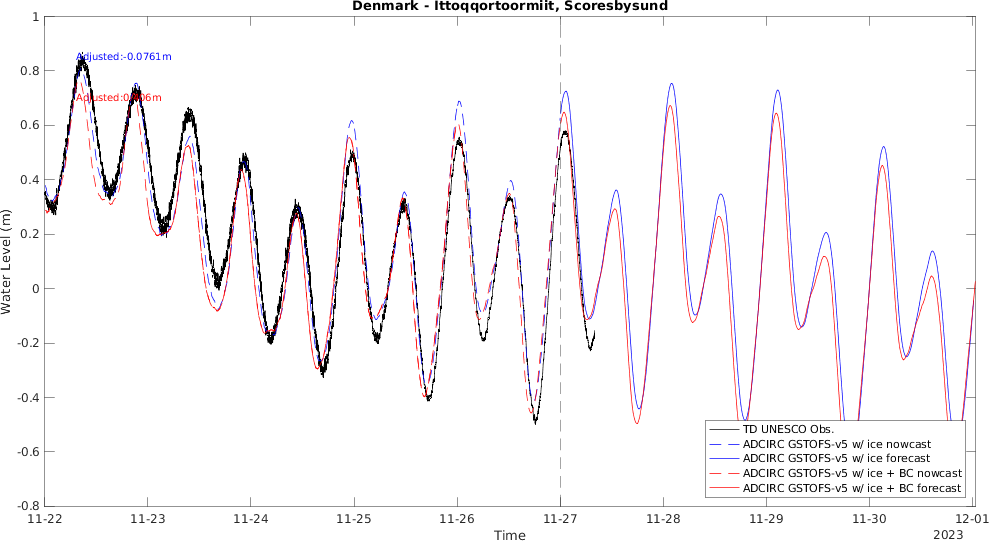 Denmark - Ittoqqortoormiit, Scoresbysund
1
0.8
0.6
0.4
0.2
0
-0.2
-0.4
-0.6
-0.8
Water Level (m)
Adjusted:-0.0761m
TD UNESCO Obs.
ADCIRC GSTOFS-v5 w/ ice nowcast
ADCIRC GSTOFS-v5 w/ ice forecast
ADCIRC GSTOFS-v5 w/ ice + BC nowcast
ADCIRC GSTOFS-v5 w/ ice + BC forecast
11-22 11-23 11-24 11-25 11-26 11-27 11-28 11-29 11-30 12-01
Time
2023